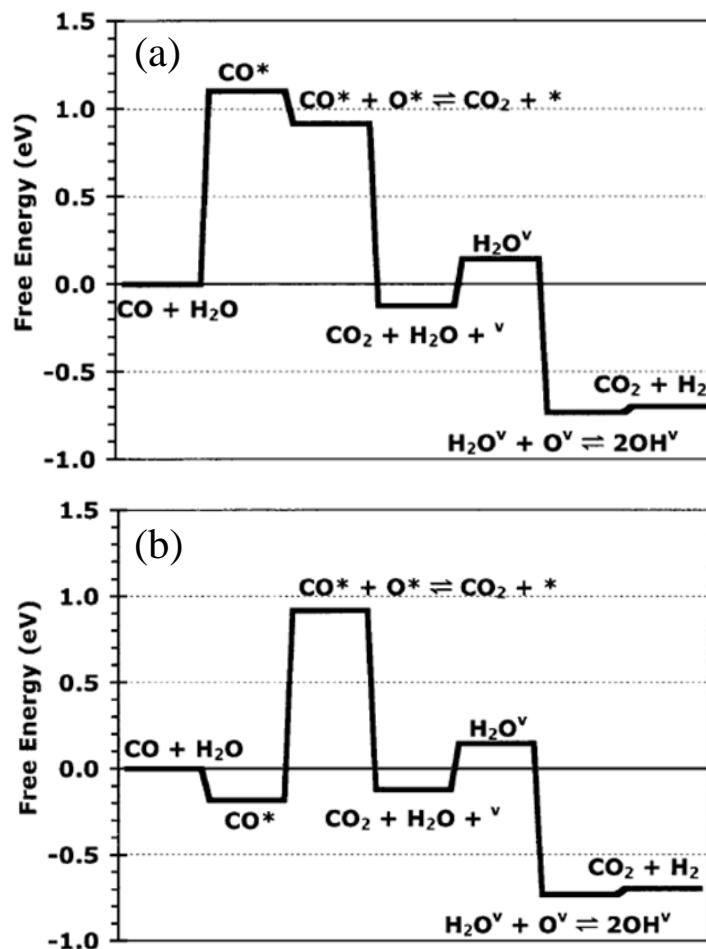 (a)
Free Energy (eV)
1.5
1.0
0.5
0.0
-0.5
-1.0
CO*
CO* + O* ⇌ CO₂ + *
CO + H₂O
H₂Oᵛ
CO₂ + H₂O + ᵛ
CO₂ + H₂
H₂Oᵛ + Oᵛ ⇌ 2OHᵛ
(b)
Free Energy (eV)
1.5
1.0
0.5
0.0
-0.5
-1.0
CO* + O* ⇌ CO₂ + *
CO + H₂O
H₂Oᵛ
CO*
CO₂ + H₂O + ᵛ
CO₂ + H₂
H₂Oᵛ + Oᵛ ⇌ 2OHᵛ